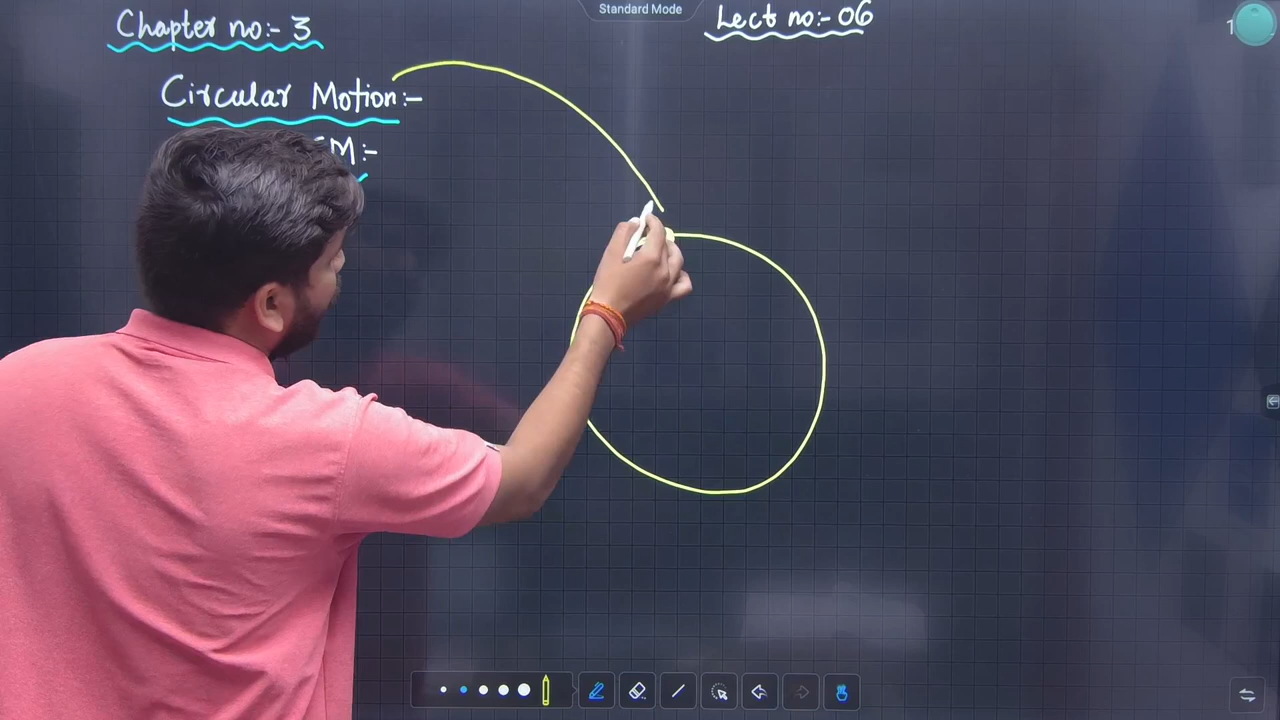 Standard Mode
Chapter no:- 3
Lect no:- 06
Circular Motion:-
M:-